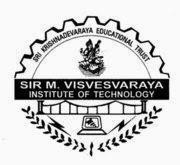 SRI KRISHNADEVARAYA EDUCATIONAL TRUST
SIR M. VISVESVARAYA
INSTITUTE OF TECHNOLOGY